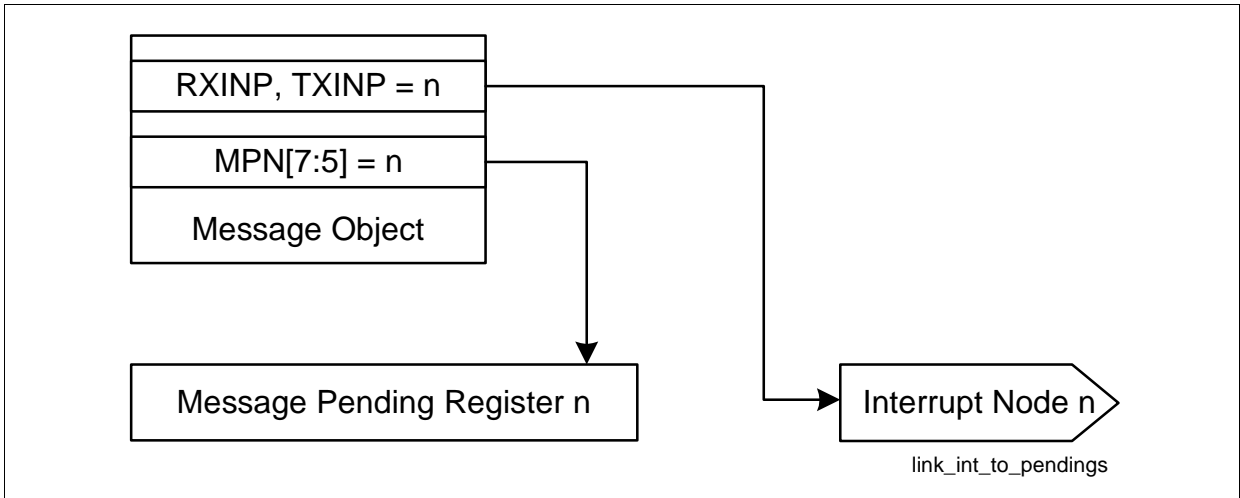 RXINP, TXINP = n
MPN[7:5] = n
Message Object
Message Pending Register n
Interrupt Node n
link_int_to_pendings